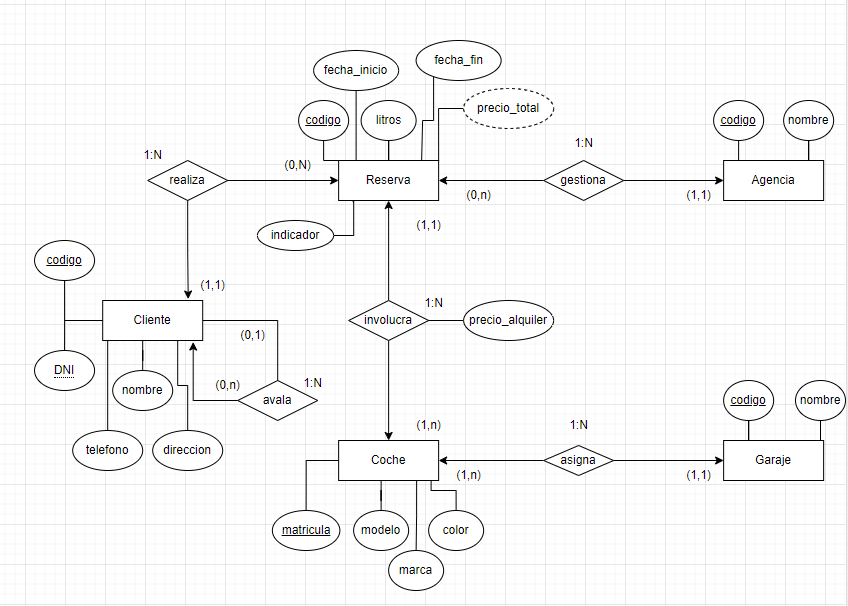 fecha_inicio
fecha_fin
codigo
litros
precio_total
codigo
nombre
1:N
1:N
(0,N)
realiza
Reserva
gestiona
Agencia
(0,n)
(1,1)
(1,1)
indicador
codigo
(1,1)
1:N
Cliente
involucra
precio_alquiler
(0,1)
DNI
nombre
(0,n)
1:N
avala
codigo
nombre
(1,n)
1:N
telefono
direccion
Coche
asigna
Garaje
(1,n)
(1,1)
matricula
modelo
color
marca